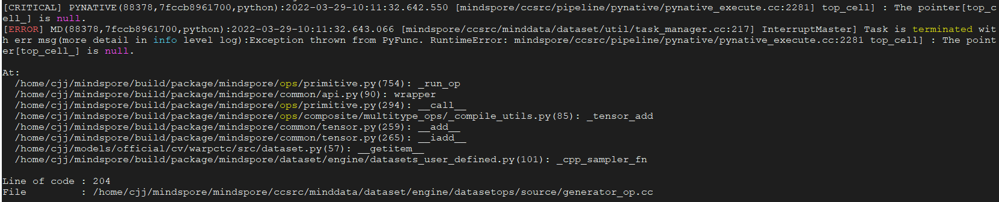 [CRITICAL] PYNATIVE(88378,7fccb8961700,python):2022-03-29-10:11:32.642.550 [mindspore/ccsrc/pipeline/pynative/pynative_execute.cc:2281] top_cell] : The pointer[top_c
ell_] is null.
[ERROR] MD(88378,7fccb8961700,python):2022-03-29-10:11:32.643.066 [mindspore/ccsrc/minddata/dataset/util/task_manager.cc:217] InterruptMaster] Task is terminated wit
h err msg(more detail in info level log):Exception thrown from PyFunc. RuntimeError: mindspore/ccsrc/pipeline/pynative/pynative_execute.cc:2281 top_cell] : The point
er[top_cell_] is null.
At:
/home/cjj/mindspore/build/package/mindspore/ops/primitive.py(754): _run_op
/home/cjj/mindspore/build/package/mindspore/common/api.py(90): wrapper
/home/cjj/mindspore/build/package/mindspore/ops/primitive.py(294): __call__
/home/cjj/mindspore/build/package/mindspore/ops/composite/multitype_ops/_compile_utils.py(85): _tensor_add
/home/cjj/mindspore/build/package/mindspore/common/tensor.py(259): __add__
/home/cjj/mindspore/build/package/mindspore/common/tensor.py(265): __iadd__
/home/cjj/models/official/cv/warpctc/src/dataset.py(57): __getitem__
/home/cjj/mindspore/build/package/mindspore/dataset/engine/datasets_user_defined.py(101): _cpp_sampler_fn
Line of code : 204
File         : /home/cjj/mindspore/mindspore/ccsrc/minddata/dataset/engine/datasetops/source/generator_op.cc